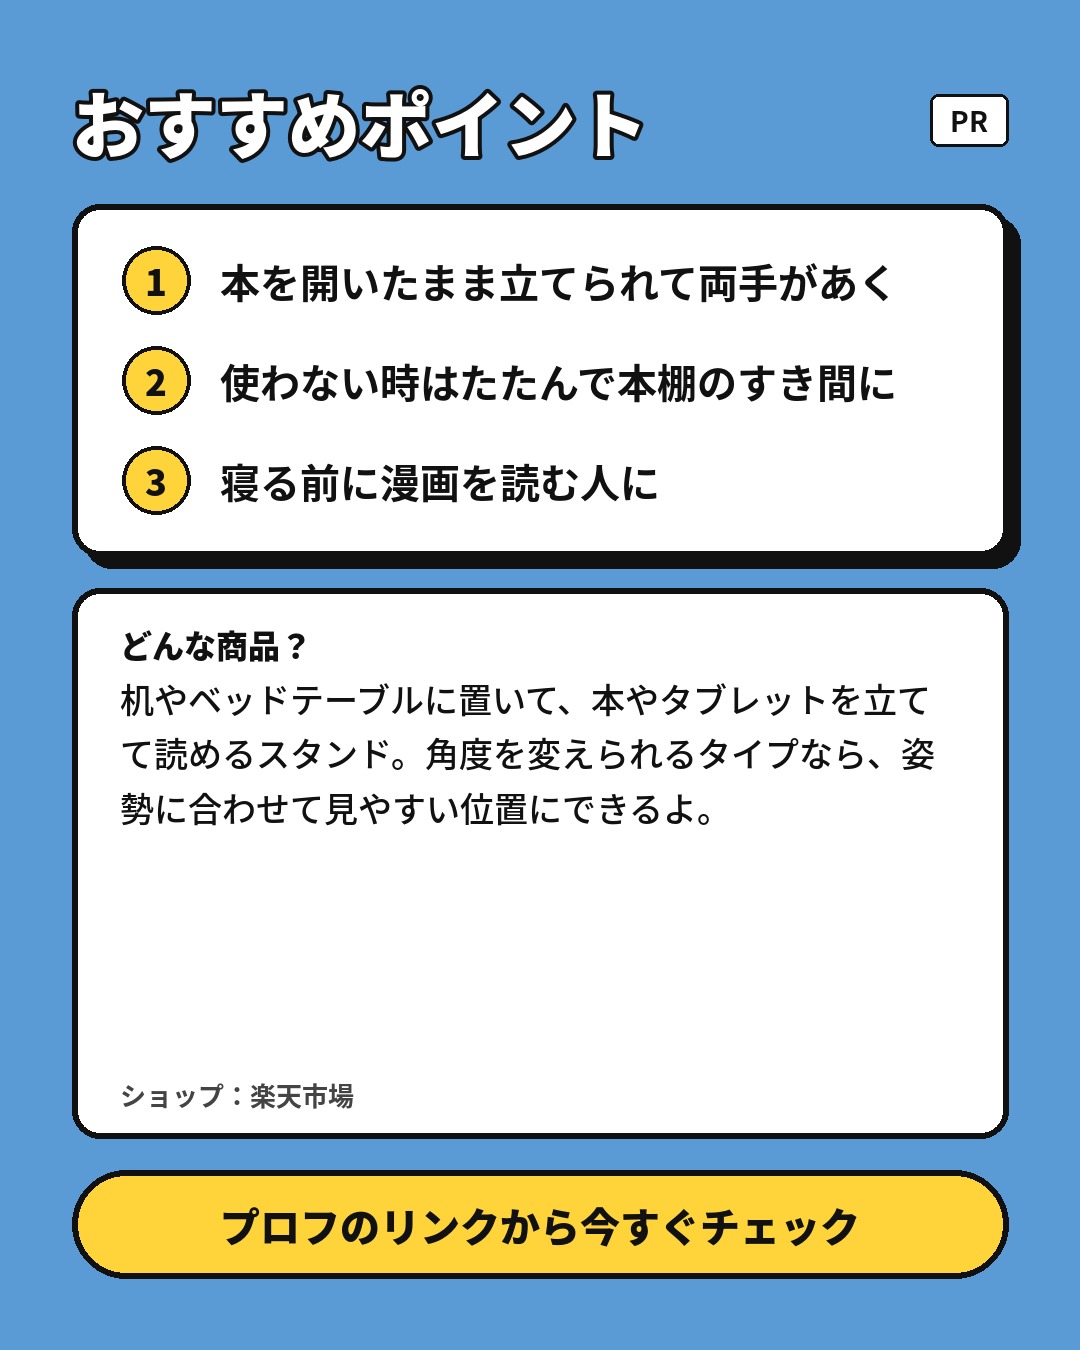 おすすめポイント
PR
1 本を開いたまま立てられて両手があく
2 使わない時はたたんで本棚のすき間に
3 寝る前に漫画を読む人に
どんな商品？
机やベッドテーブルに置いて、本やタブレットを立て
て読めるスタンド。角度を変えられるタイプなら、姿
勢に合わせて見やすい位置にできるよ。
ショップ：楽天市場
プロフのリンクから今すぐチェック